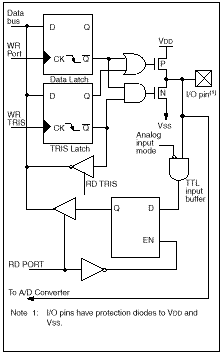 Data
bus
D Q
VDD
WR
Port
CK Q
P
Data Latch
I/O pin(1)
D Q
N
WR
TRIS
CK Q
VSS
TRIS Latch
Analog
input
mode
RD TRIS
TTL
input
buffer
Q D
EN
RD PORT
To A/D Converter
Note 1: I/O pins have protection diodes to VDD and
VSS.